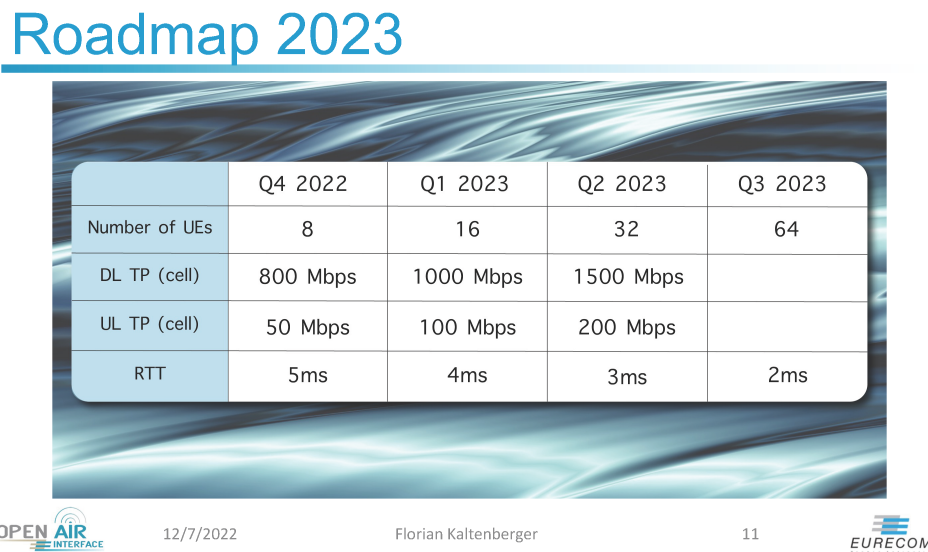 Roadmap 2023
Q4 2022 Q1 2023 Q2 2023 Q3 2023
Number of UEs 8 16 32 64
DL TP (cell) 800 Mbps 1000 Mbps 1500 Mbps
UL TP (cell) 50 Mbps 100 Mbps 200 Mbps
RTT 5ms 4ms 3ms 2ms
OPEN AIR
INTERFACE
12/7/2022 Florian Kaltenberger 11
EURECOM